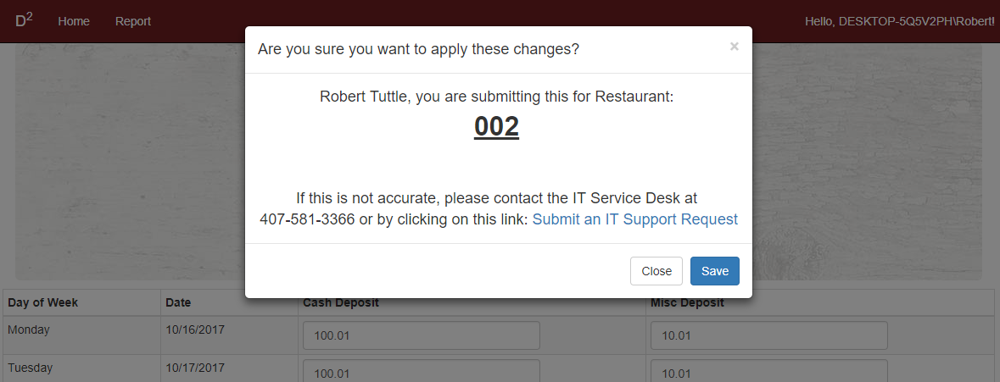 D2 Home Report Hello, DESKTOP-5Q5V2PH\Robert!
Are you sure you want to apply these changes? ×
Robert Tuttle, you are submitting this for Restaurant:
002
If this is not accurate, please contact the IT Service Desk at
407-581-3366 or by clicking on this link: Submit an IT Support Request
Close Save
Day of Week Date Cash Deposit Misc Deposit
Monday 10/16/2017 100.01 10.01
Tuesday 10/17/2017 100.01 10.01